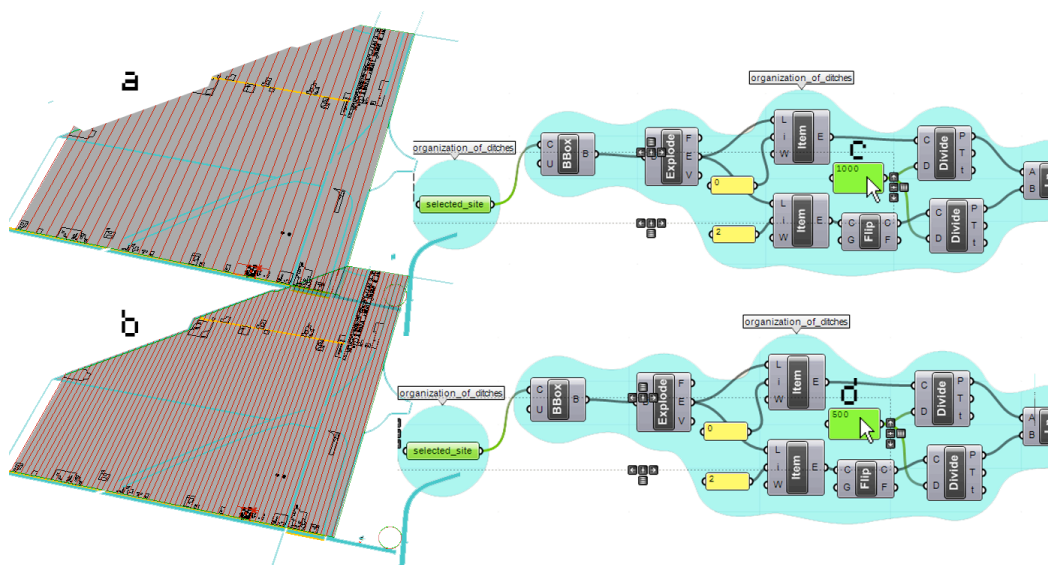 a
organization_of_ditches
selected_site
C
U
BBox
B
Explode
F
E
V
organization_of_ditches
L
i
W
Item
E
0
2
L
i
W
Item
E
c
1000
C
G
Flip
C
F
C
D
Divide
P
T
t
C
D
Divide
P
T
t
A
B
b
organization_of_ditches
selected_site
C
U
BBox
B
Explode
F
E
V
organization_of_ditches
L
i
W
Item
E
0
2
L
i
W
Item
E
d
500
C
G
Flip
C
F
C
D
Divide
P
T
t
C
D
Divide
P
T
t
A
B